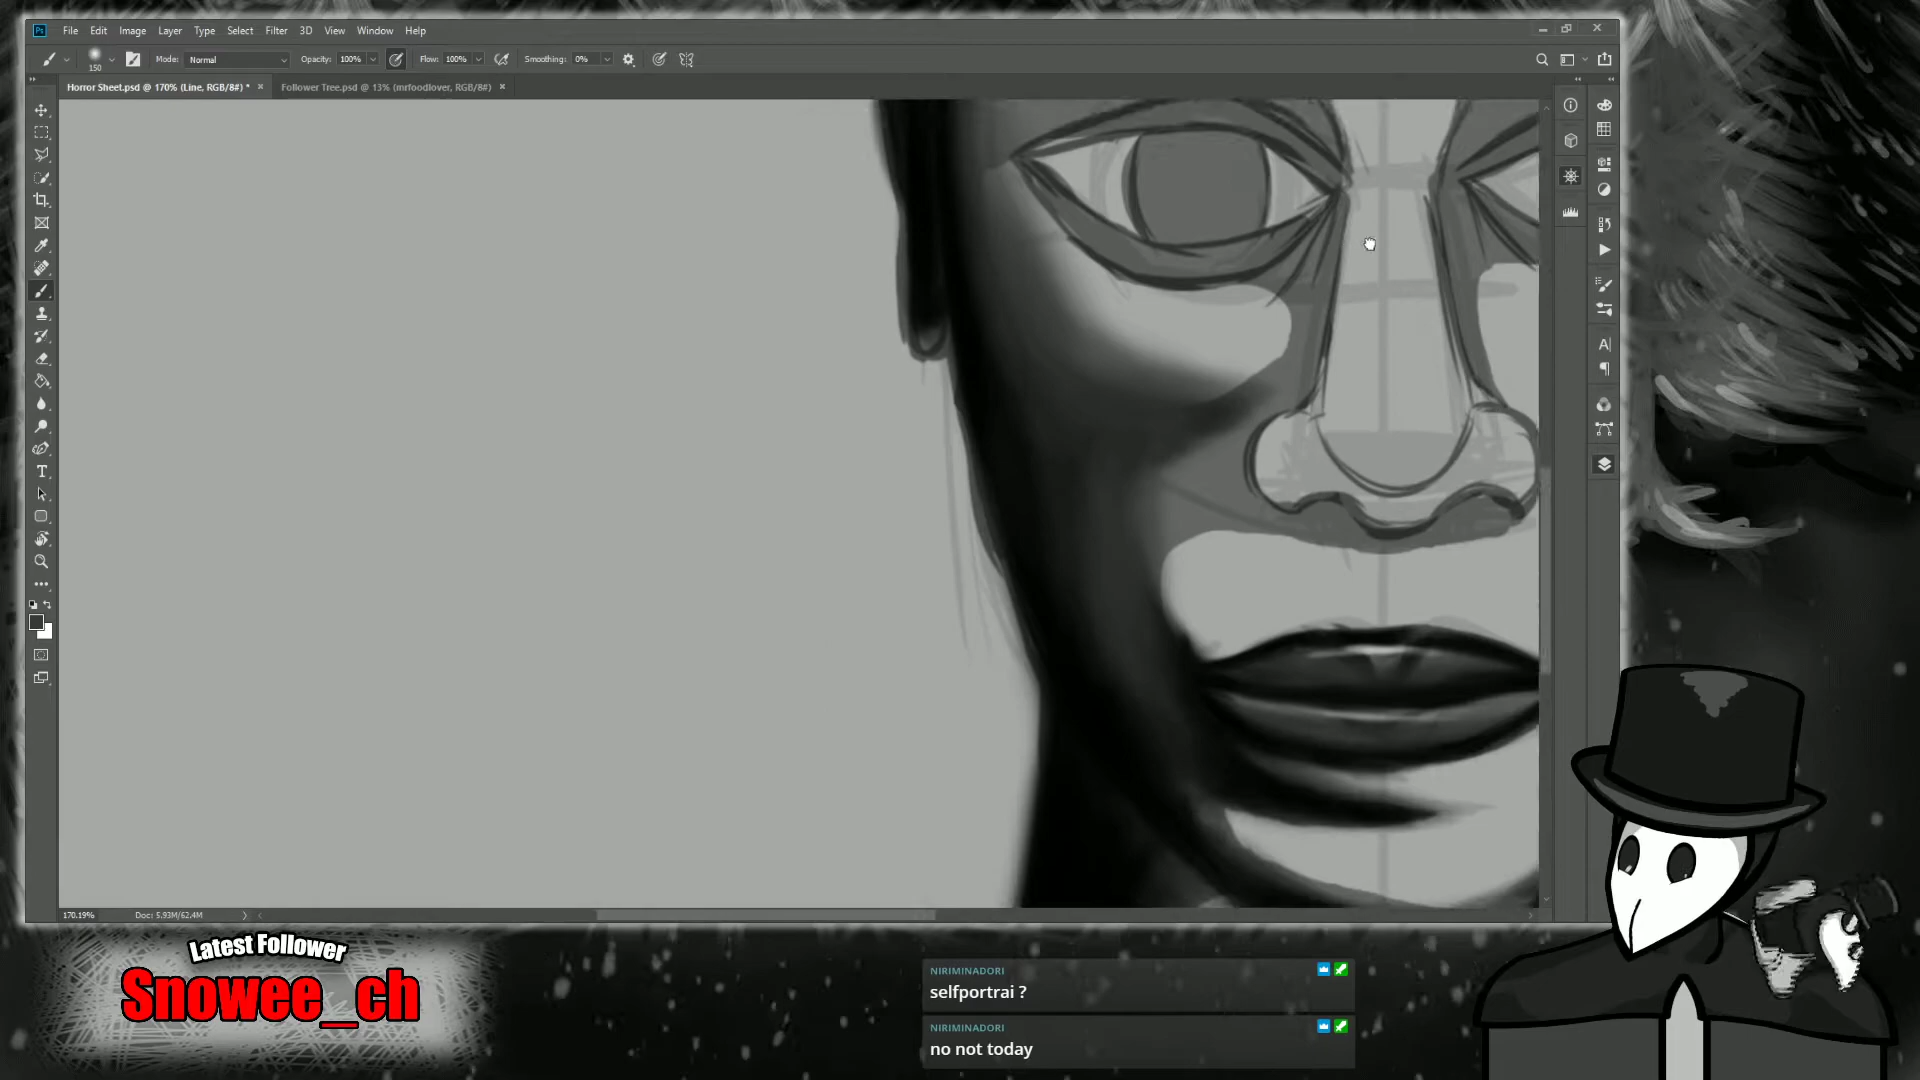 Ps File Edit Image Layer Type Select Filter 3D View Window Help
150 Mode: Normal Opacity: 100% Flow: 100% Smoothing: 0%
Horror Sheet.psd @ 170% (Line, RGB/8#) * × Follower Tree.psd @ 13% (mrfoodlover, RGB/8#) ×
170.19% Doc: 5.93M/62.4M
Latest Follower
Snowee_ch
NIRIMINADORI
selfportrai ?
NIRIMINADORI
no not today